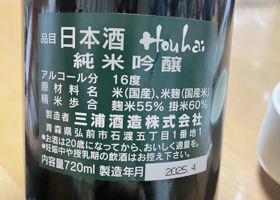 品目 日本酒 Houhai
純米吟醸
アルコール分 16度
原材料名 米(国産)、米麹(国産米)
精米歩合 麹米55% 掛米60%
製造者 三浦酒造株式会社
青森県弘前市石渡五丁目1番地1
●お酒は20歳になってから、おいしく適量を。
●妊娠中や授乳期の飲酒はお控え下さい。
内容量720ml 製造年月 2025.4